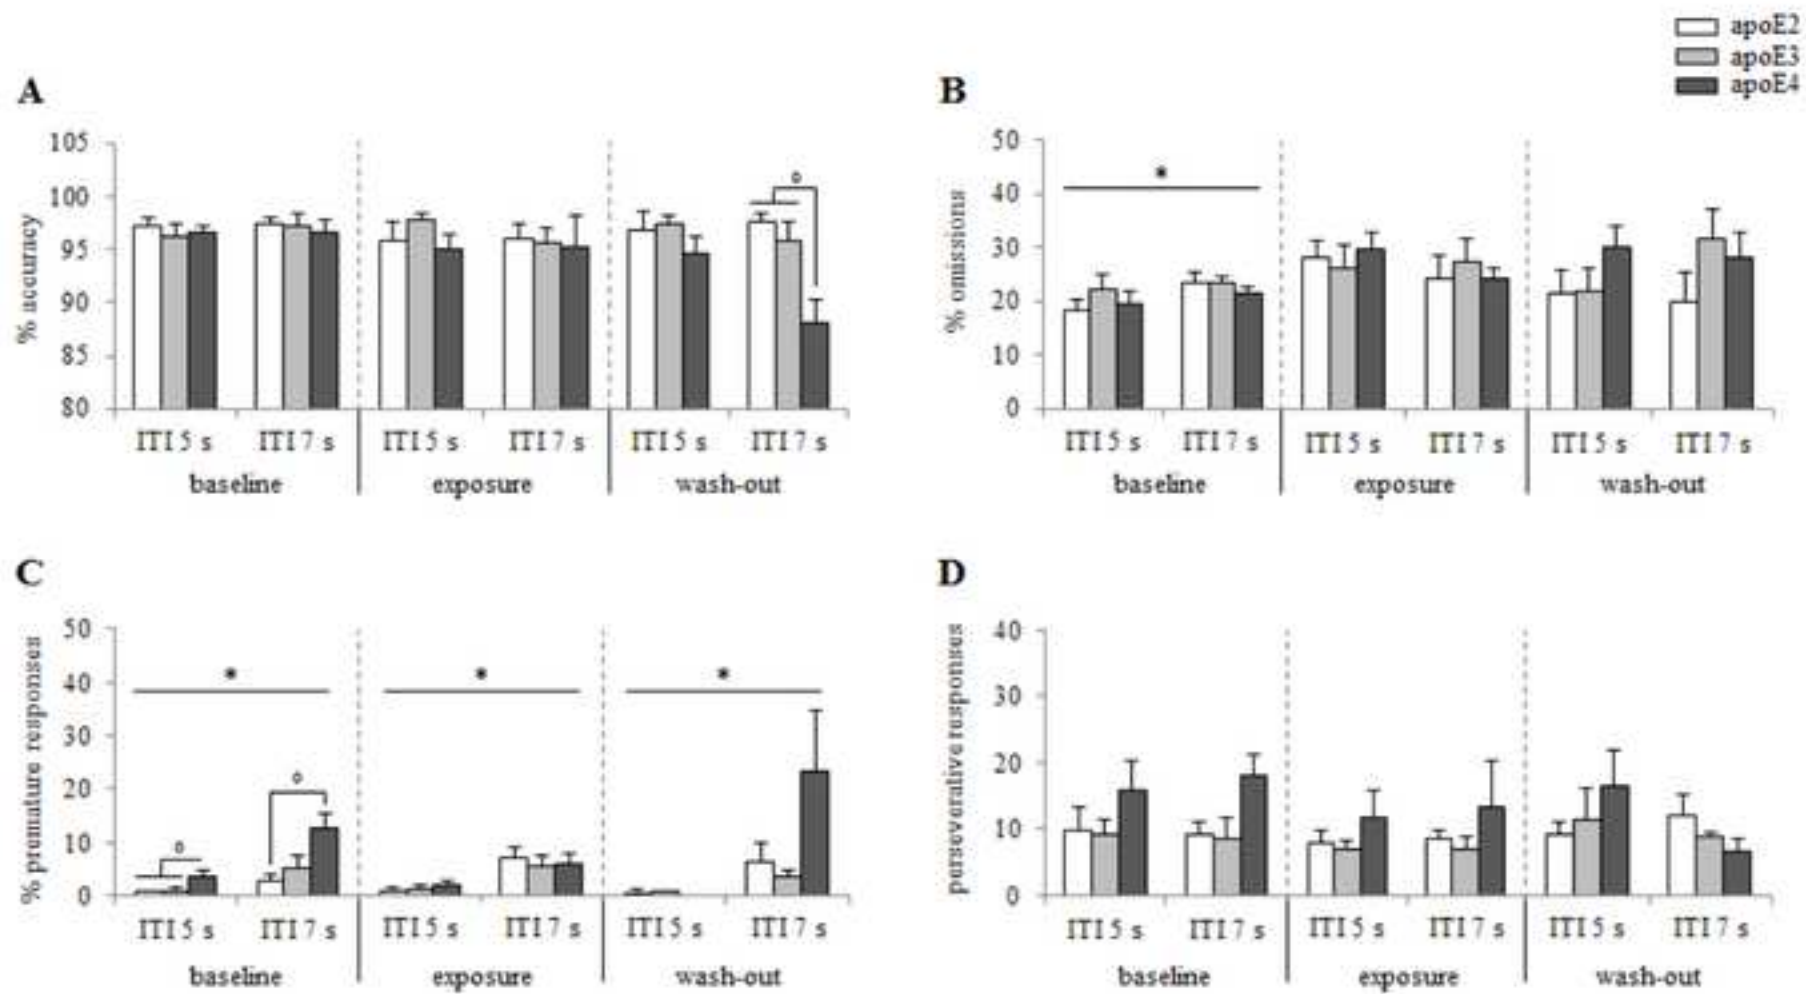 apoE2
apoE3
apoE4
A
105
100
95
90
85
80
% accuracy
ITI 5 s ITI 7 s ITI 5 s ITI 7 s ITI 5 s ITI 7 s
baseline exposure wash-out
B
50
40
30
20
10
0
% omissions
*
ITI 5 s ITI 7 s ITI 5 s ITI 7 s ITI 5 s ITI 7 s
baseline exposure wash-out
C
50
40
30
20
10
0
% premature responses
* * *
ITI 5 s ITI 7 s ITI 5 s ITI 7 s ITI 5 s ITI 7 s
baseline exposure wash-out
D
40
30
20
10
0
perseverative responses
ITI 5 s ITI 7 s ITI 5 s ITI 7 s ITI 5 s ITI 7 s
baseline exposure wash-out